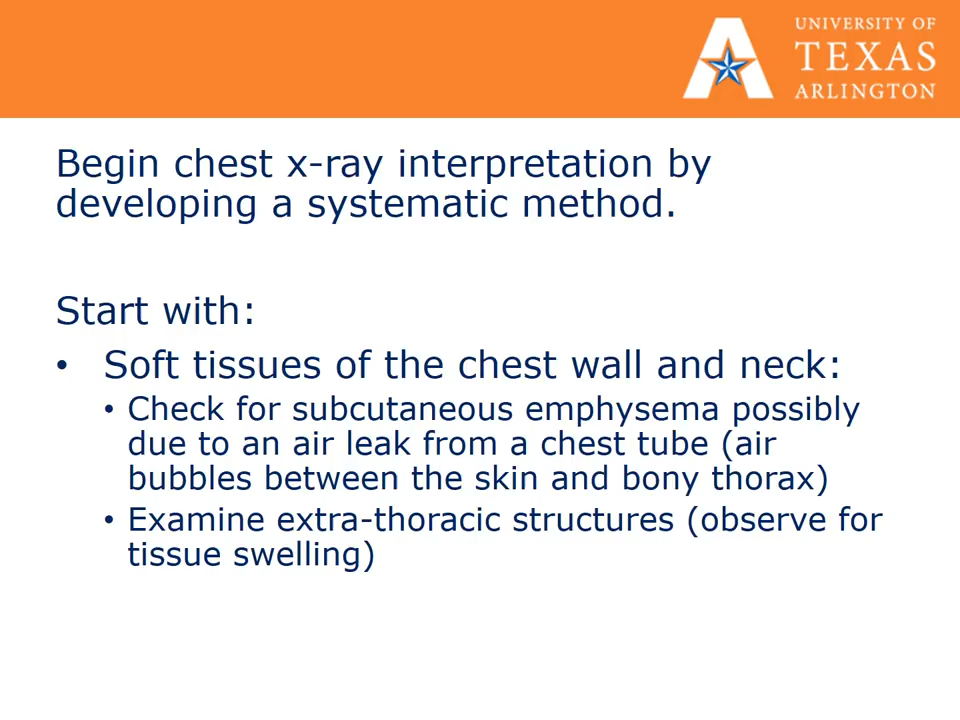 UNIVERSITY OF
TEXAS
ARLINGTON
Begin chest x-ray interpretation by
developing a systematic method.
Start with:
• Soft tissues of the chest wall and neck:
• Check for subcutaneous emphysema possibly
due to an air leak from a chest tube (air
bubbles between the skin and bony thorax)
• Examine extra-thoracic structures (observe for
tissue swelling)